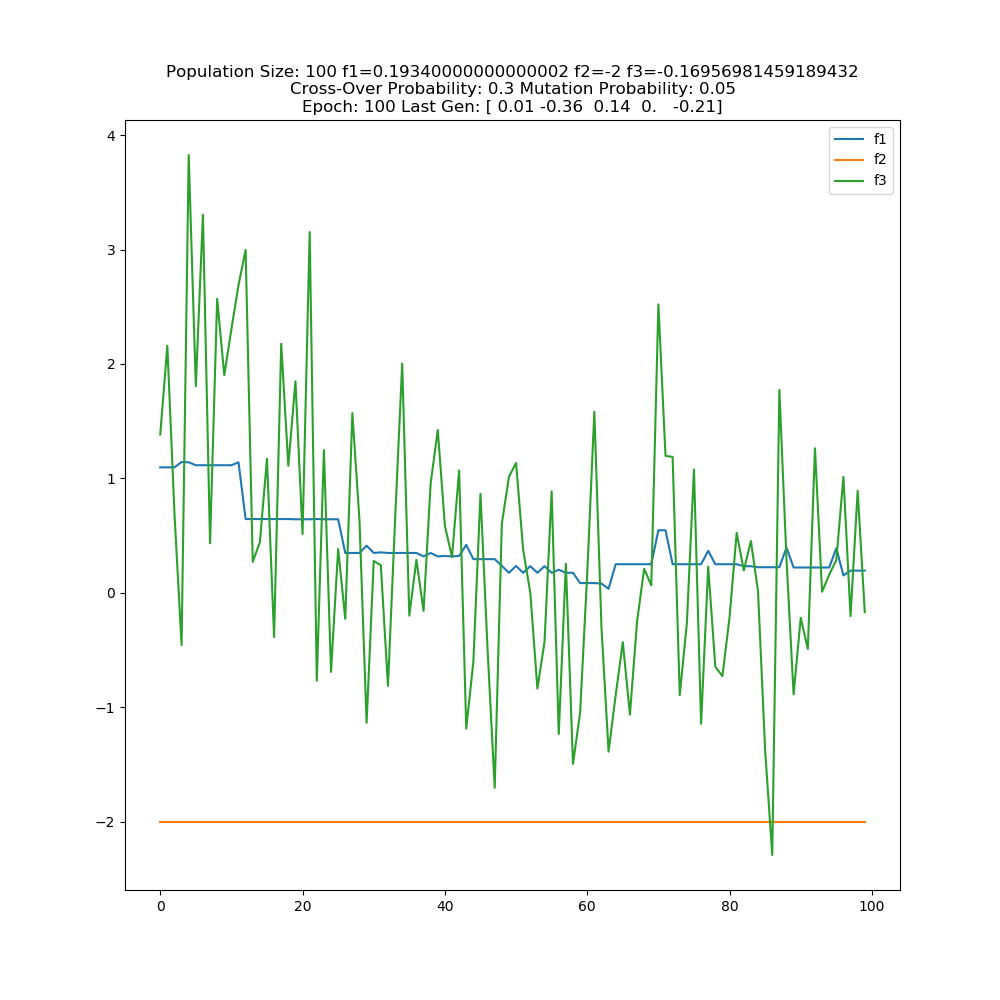 Population Size: 100 f1=0.19340000000000002 f2=-2 f3=-0.16956981459189432
Cross-Over Probability: 0.3 Mutation Probability: 0.05
Epoch: 100 Last Gen: [ 0.01 -0.36  0.14  0.   -0.21]
f1
f2
f3
4
3
2
1
0
−1
−2
0 20 40 60 80 100